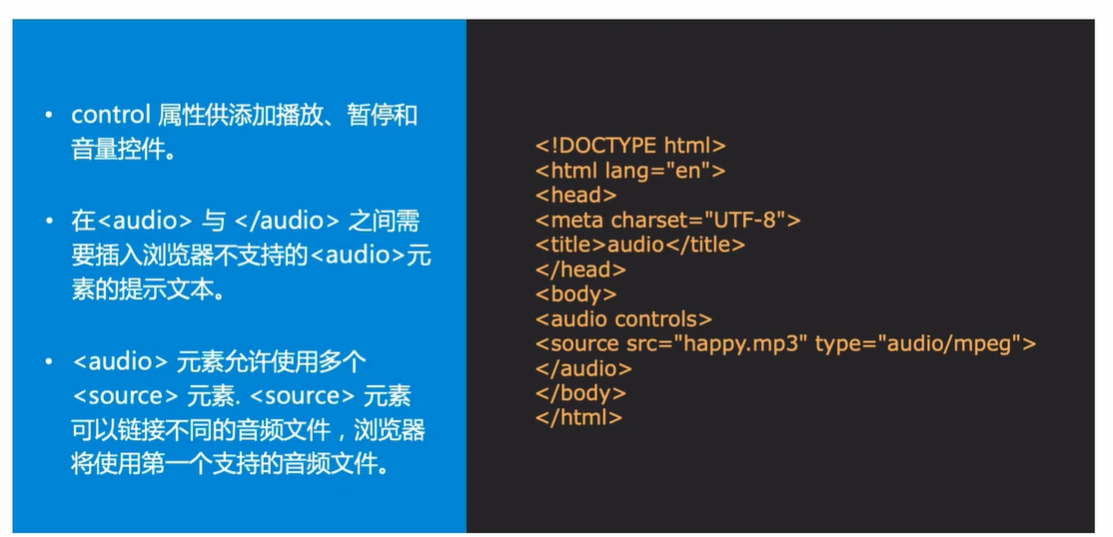 • control 属性供添加播放、暂停和
音量控件。
• 在<audio> 与 </audio> 之间需
要插入浏览器不支持的<audio>元
素的提示文本。
• <audio> 元素允许使用多个
<source> 元素. <source> 元素
可以链接不同的音频文件，浏览器
将使用第一个支持的音频文件。
<!DOCTYPE html>
<html lang="en">
<head>
<meta charset="UTF-8">
<title>audio</title>
</head>
<body>
<audio controls>
<source src="happy.mp3" type="audio/mpeg">
</audio>
</body>
</html>